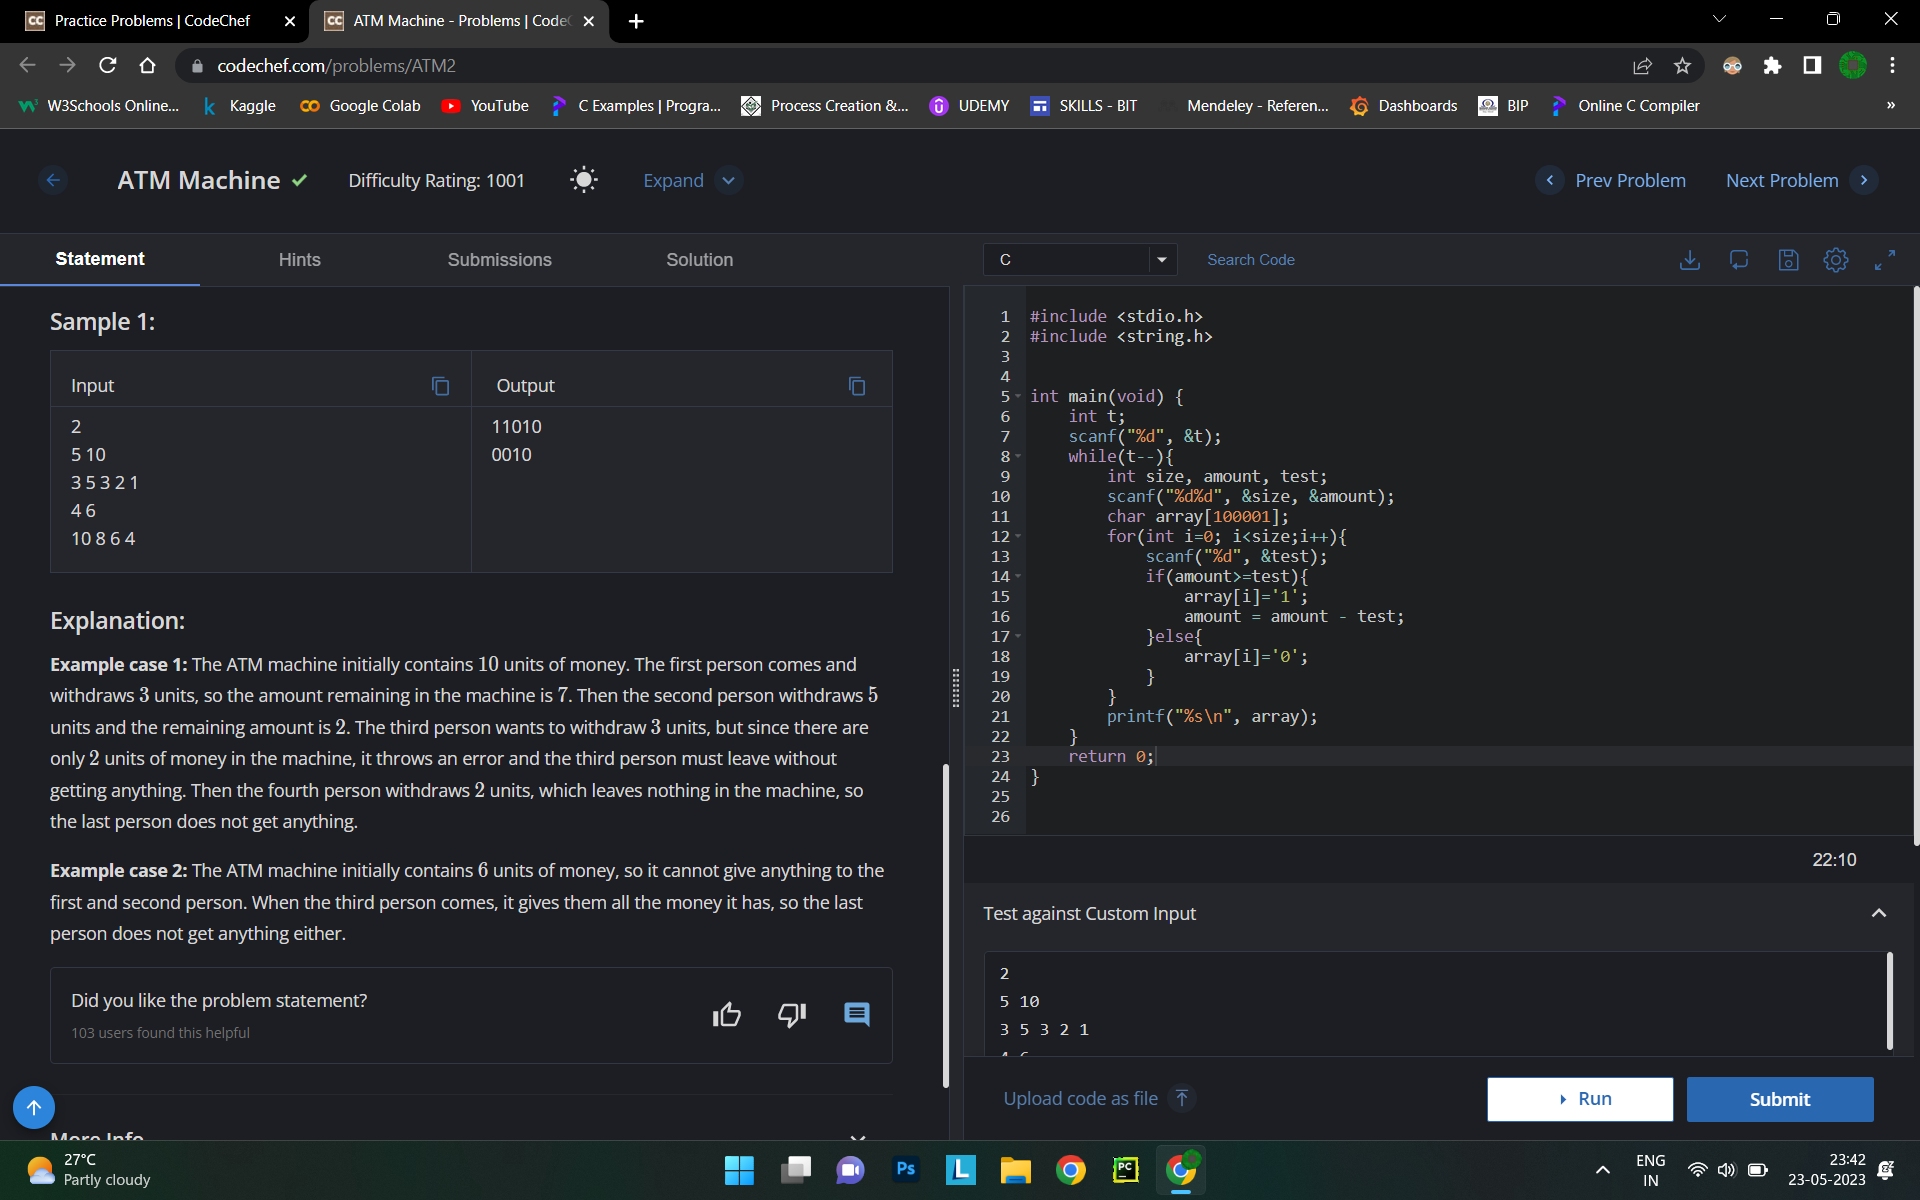 Practice Problems | CodeChef
ATM Machine - Problems | CodeC
codechef.com/problems/ATM2
W3Schools Online...
Kaggle
Google Colab
YouTube
C Examples | Progra...
Process Creation &...
UDEMY
SKILLS - BIT
Mendeley - Referen...
Dashboards
BIP
Online C Compiler
»
ATM Machine
Difficulty Rating: 1001
Expand
Prev Problem
Next Problem
Statement
Hints
Submissions
Solution
Sample 1:
Input
Output
2
5 10
3 5 3 2 1
4 6
10 8 6 4
11010
0010
Explanation:
Example case 1: The ATM machine initially contains 10 units of money. The first person comes and
withdraws 3 units, so the amount remaining in the machine is 7. Then the second person withdraws 5
units and the remaining amount is 2. The third person wants to withdraw 3 units, but since there are
only 2 units of money in the machine, it throws an error and the third person must leave without
getting anything. Then the fourth person withdraws 2 units, which leaves nothing in the machine, so
the last person does not get anything.
Example case 2: The ATM machine initially contains 6 units of money, so it cannot give anything to the
first and second person. When the third person comes, it gives them all the money it has, so the last
person does not get anything either.
Did you like the problem statement?
103 users found this helpful
More Info
C
Search Code
1 #include <stdio.h>
2 #include <string.h>
3
4
5 int main(void) {
6     int t;
7     scanf("%d", &t);
8     while(t--){
9         int size, amount, test;
10         scanf("%d%d", &size, &amount);
11         char array[100001];
12         for(int i=0; i<size;i++){
13             scanf("%d", &test);
14             if(amount>=test){
15                 array[i]='1';
16                 amount = amount - test;
17             }else{
18                 array[i]='0';
19             }
20         }
21         printf("%s\n", array);
22     }
23     return 0;
24 }
25
26
22:10
Test against Custom Input
2
5 10
3 5 3 2 1
4 6
Upload code as file
Run
Submit
27°C
Partly cloudy
Ps
L
PC
ENG
IN
23:42
23-05-2023